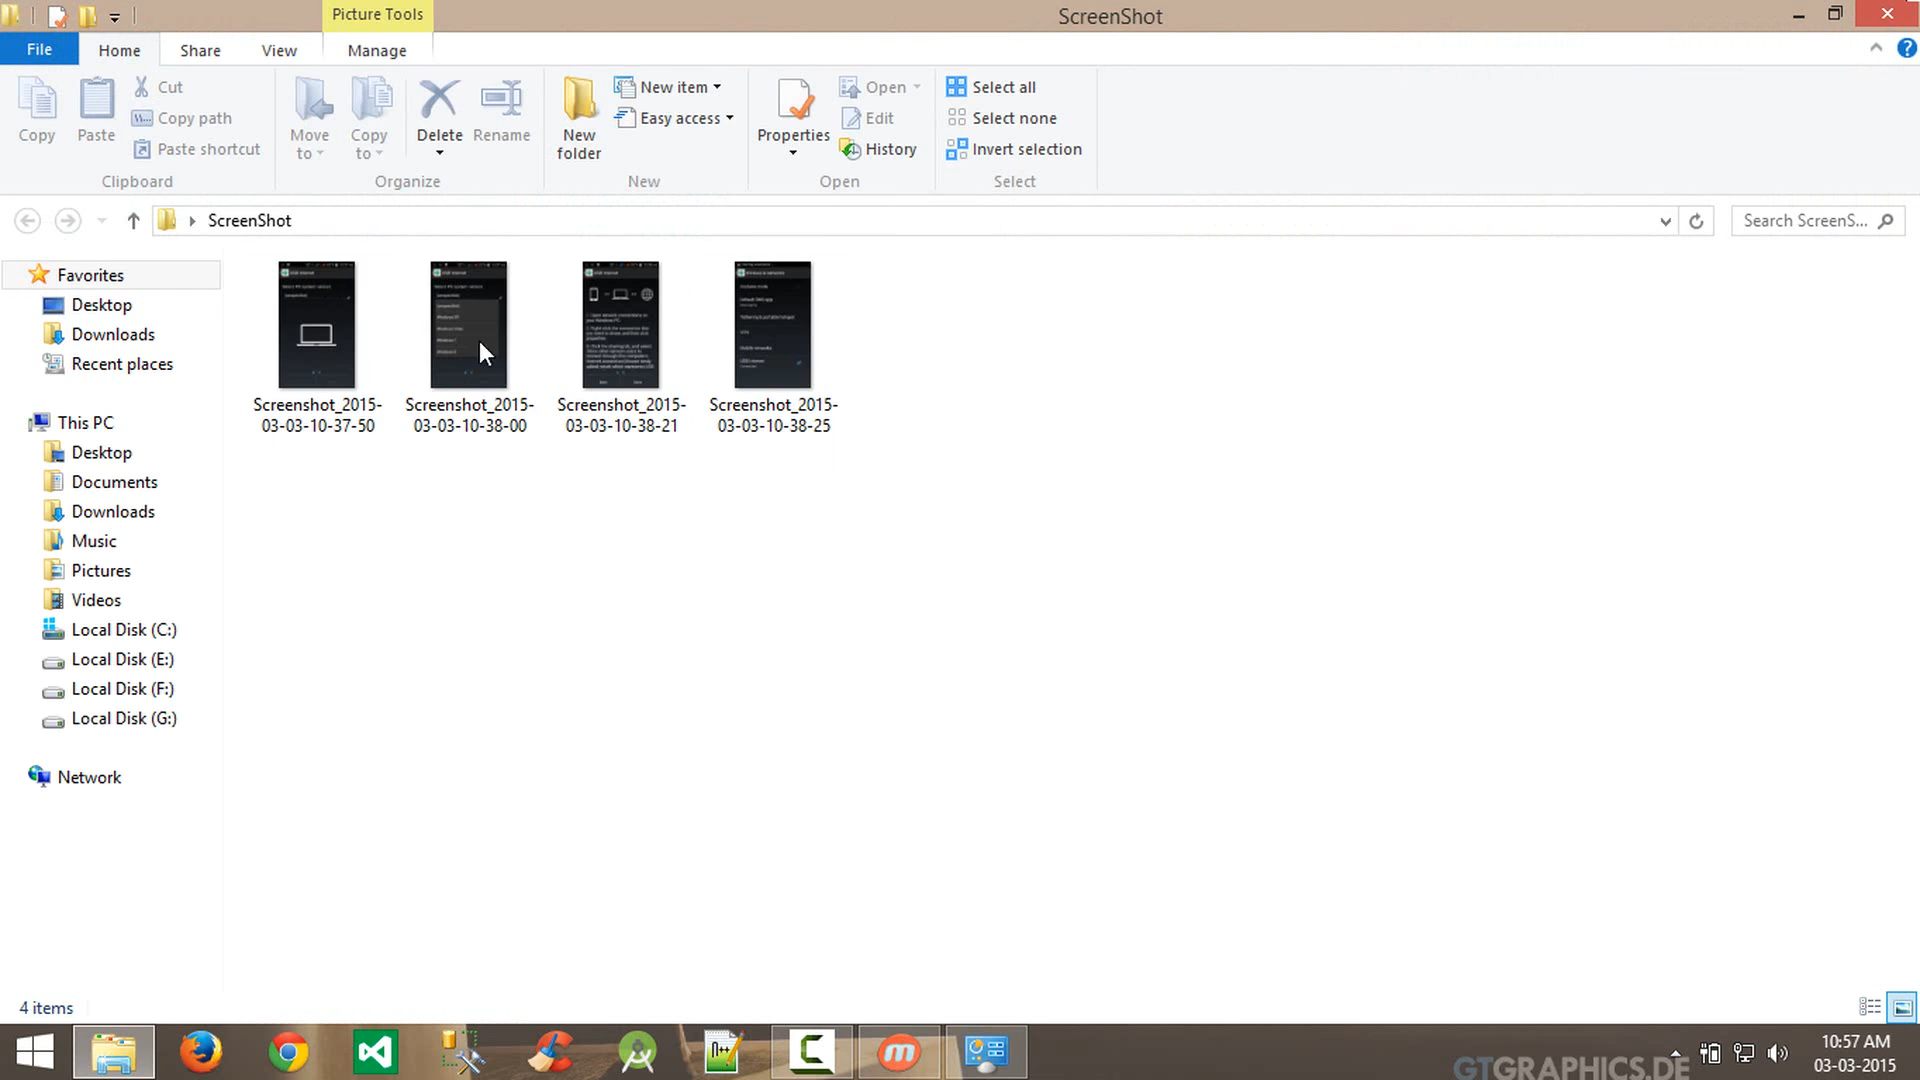 Picture Tools
ScreenShot
File
Home
Share
View
Manage
Copy
Paste
Cut
Copy path
Paste shortcut
Clipboard
Move to
Copy to
Delete
Rename
Organize
New folder
New item
Easy access
New
Properties
Open
Edit
History
Open
Select all
Select none
Invert selection
Select
ScreenShot
Search ScreenS...
Favorites
Desktop
Downloads
Recent places
This PC
Desktop
Documents
Downloads
Music
Pictures
Videos
Local Disk (C:)
Local Disk (E:)
Local Disk (F:)
Local Disk (G:)
Network
Screenshot_2015-
03-03-10-37-50
Screenshot_2015-
03-03-10-38-00
Screenshot_2015-
03-03-10-38-21
Screenshot_2015-
03-03-10-38-25
4 items
GTGRAPHICS.DE
10:57 AM
03-03-2015